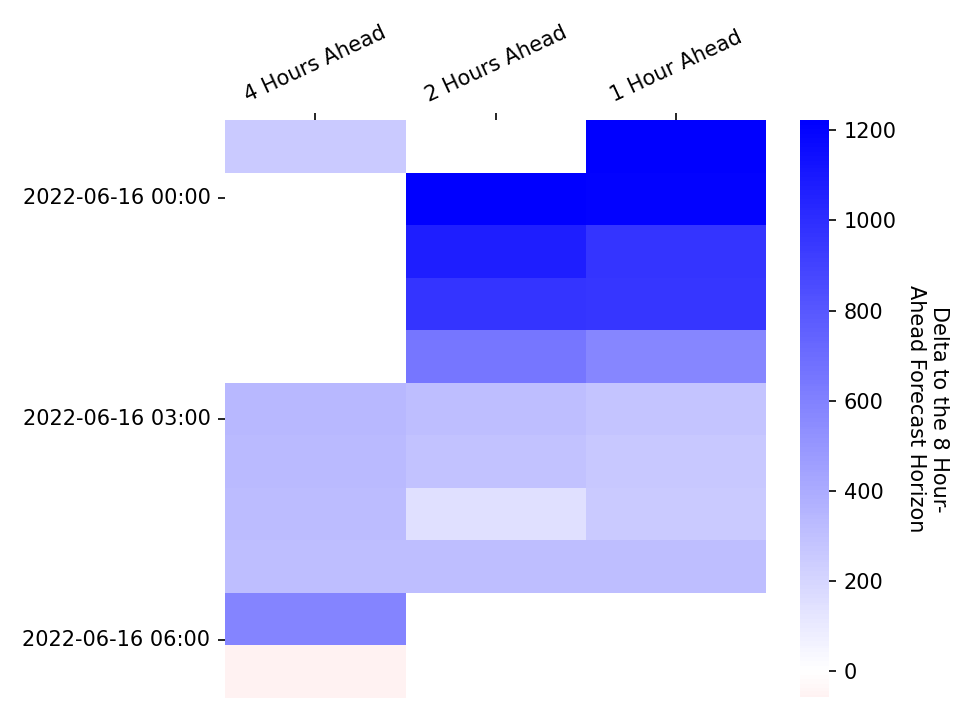 4 Hours Ahead
2 Hours Ahead
1 Hour Ahead
2022-06-16 00:00
2022-06-16 03:00
2022-06-16 06:00
1200
1000
800
600
400
200
0
Delta to the 8 Hour-
Ahead Forecast Horizon